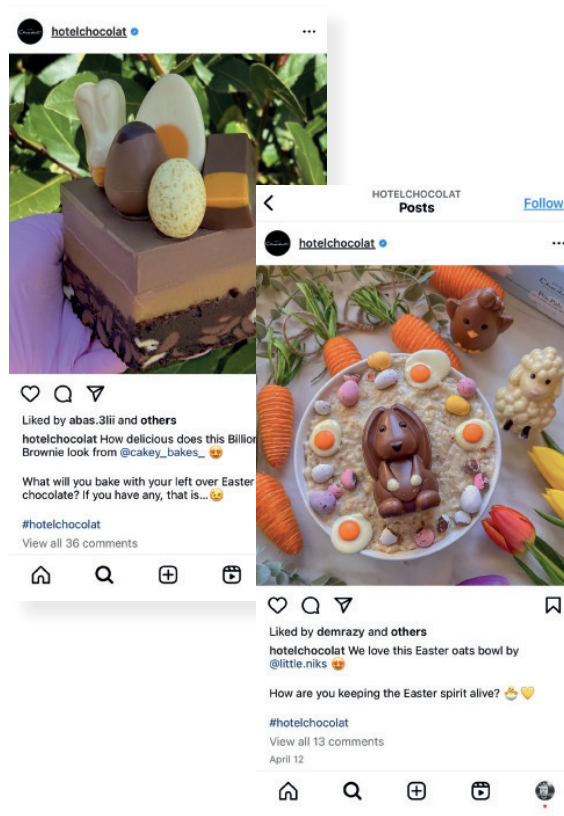 hotelchocolat
Liked by abas.3lii and others
hotelchocolat How delicious does this Billion
Brownie look from @cakey_bakes_ 😍
What will you bake with your left over Easter
chocolate? If you have any, that is...😉
#hotelchocolat
View all 36 comments
HOTELCHOCOLAT
Posts
Follow
hotelchocolat
Liked by demrazy and others
hotelchocolat We love this Easter oats bowl by
@little.niks 😍
How are you keeping the Easter spirit alive? 🐣💛
#hotelchocolat
View all 13 comments
April 12